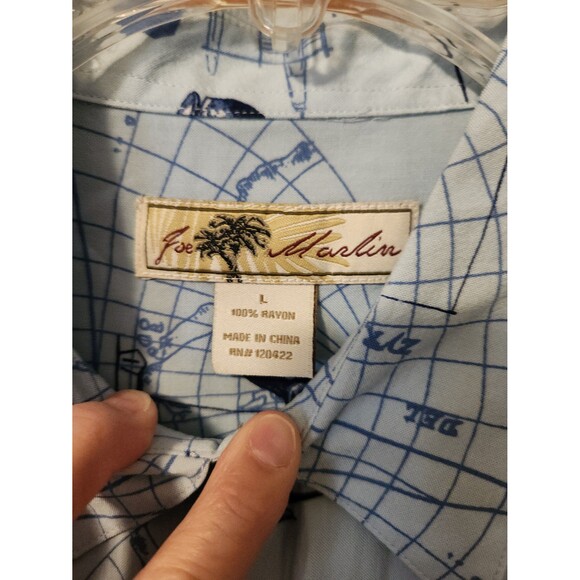 Joe Marlin
L
100% RAYON
MADE IN CHINA
RN# 120422